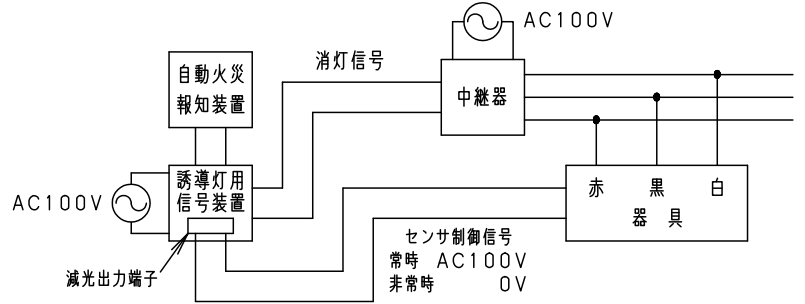 AC100V
自動火災
報知装置
消灯信号
中継器
AC100V
誘導灯用
信号装置
赤 黒 白
器 具
減光出力端子
センサ制御信号
常時 AC100V
非常時 0V